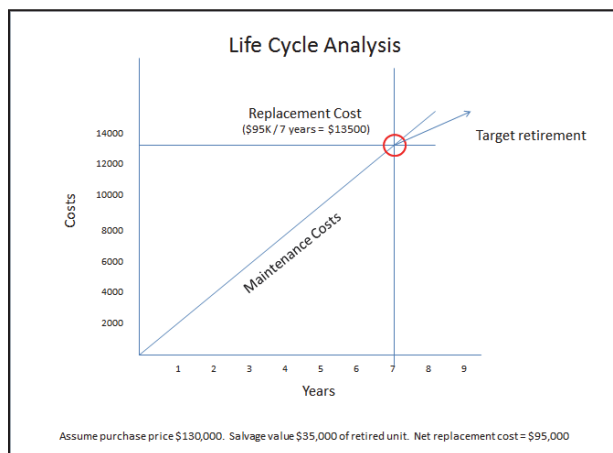 Life Cycle Analysis
Replacement Cost
($95K / 7 years = $13500)
Target retirement
14000
12000
10000
8000
6000
4000
2000
Costs
Maintenance Costs
1 2 3 4 5 6 7 8 9
Years
Assume purchase price $130,000. Salvage value $35,000 of retired unit. Net replacement cost = $95,000